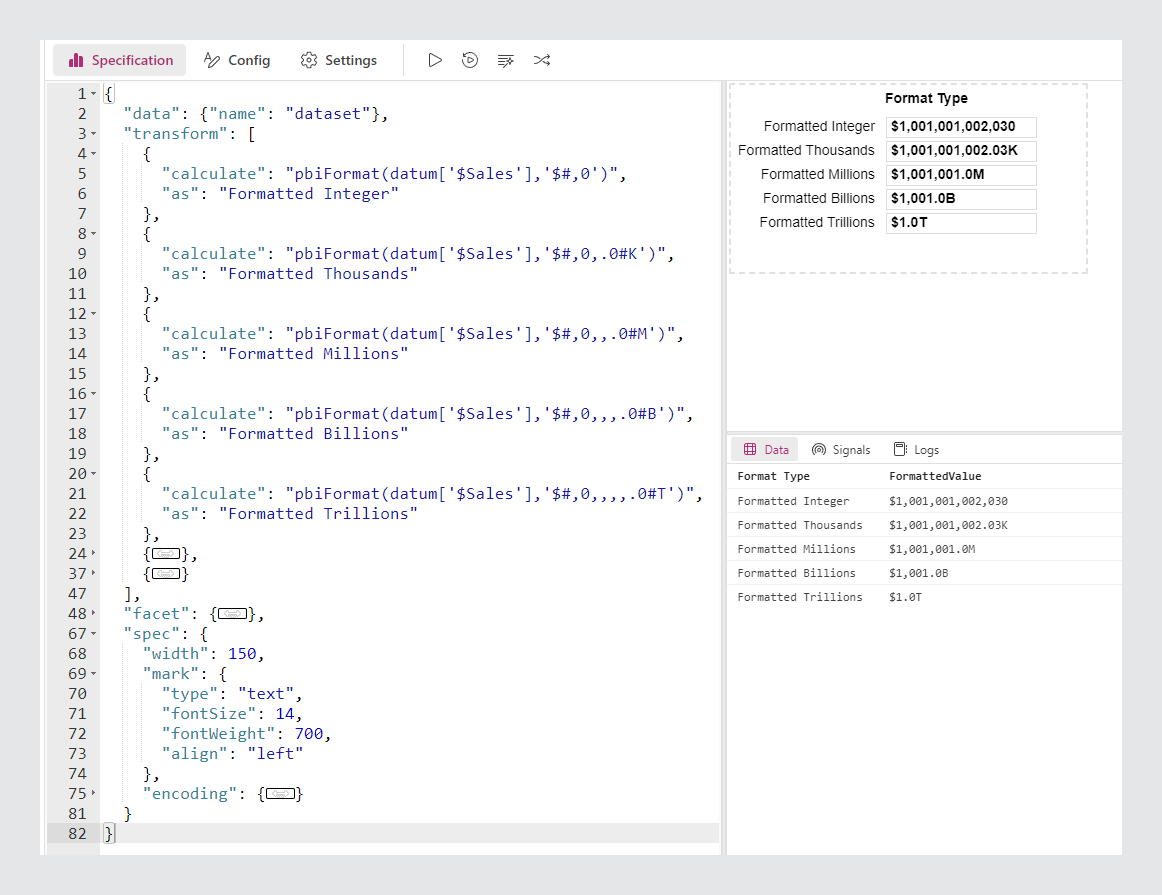 Specification Config Settings
1 {
2 "data": {"name": "dataset"},
3 "transform": [
4 {
5 "calculate": "pbiFormat(datum['$Sales'],'$#,0')",
6 "as": "Formatted Integer"
7 },
8 {
9 "calculate": "pbiFormat(datum['$Sales'],'$#,0,.0#K')",
10 "as": "Formatted Thousands"
11 },
12 {
13 "calculate": "pbiFormat(datum['$Sales'],'$#,0,,.0#M')",
14 "as": "Formatted Millions"
15 },
16 {
17 "calculate": "pbiFormat(datum['$Sales'],'$#,0,,,.0#B')",
18 "as": "Formatted Billions"
19 },
20 {
21 "calculate": "pbiFormat(datum['$Sales'],'$#,0,,,,.0#T')",
22 "as": "Formatted Trillions"
23 },
24 {},
37 {}
47 ],
48 "facet": {},
67 "spec": {
68 "width": 150,
69 "mark": {
70 "type": "text",
71 "fontSize": 14,
72 "fontWeight": 700,
73 "align": "left"
74 },
75 "encoding": {}
81 }
82 }
Format Type
Formatted Integer $1,001,001,002,030
Formatted Thousands $1,001,001,002.03K
Formatted Millions $1,001,001.0M
Formatted Billions $1,001.0B
Formatted Trillions $1.0T
Data Signals Logs
Format Type FormattedValue
Formatted Integer $1,001,001,002,030
Formatted Thousands $1,001,001,002.03K
Formatted Millions $1,001,001.0M
Formatted Billions $1,001.0B
Formatted Trillions $1.0T